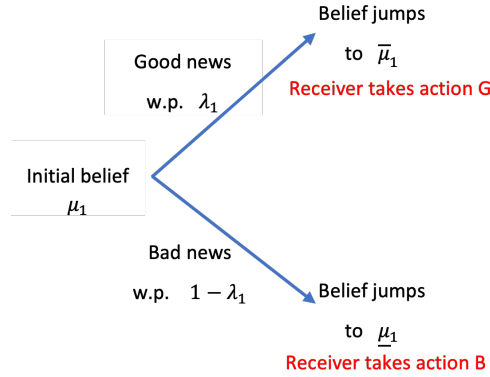 Belief jumps
to μ̅₁
Receiver takes action G
Good news
w.p. λ₁
Initial belief
μ₁
Bad news
w.p. 1 − λ₁
Belief jumps
to μ̲₁
Receiver takes action B